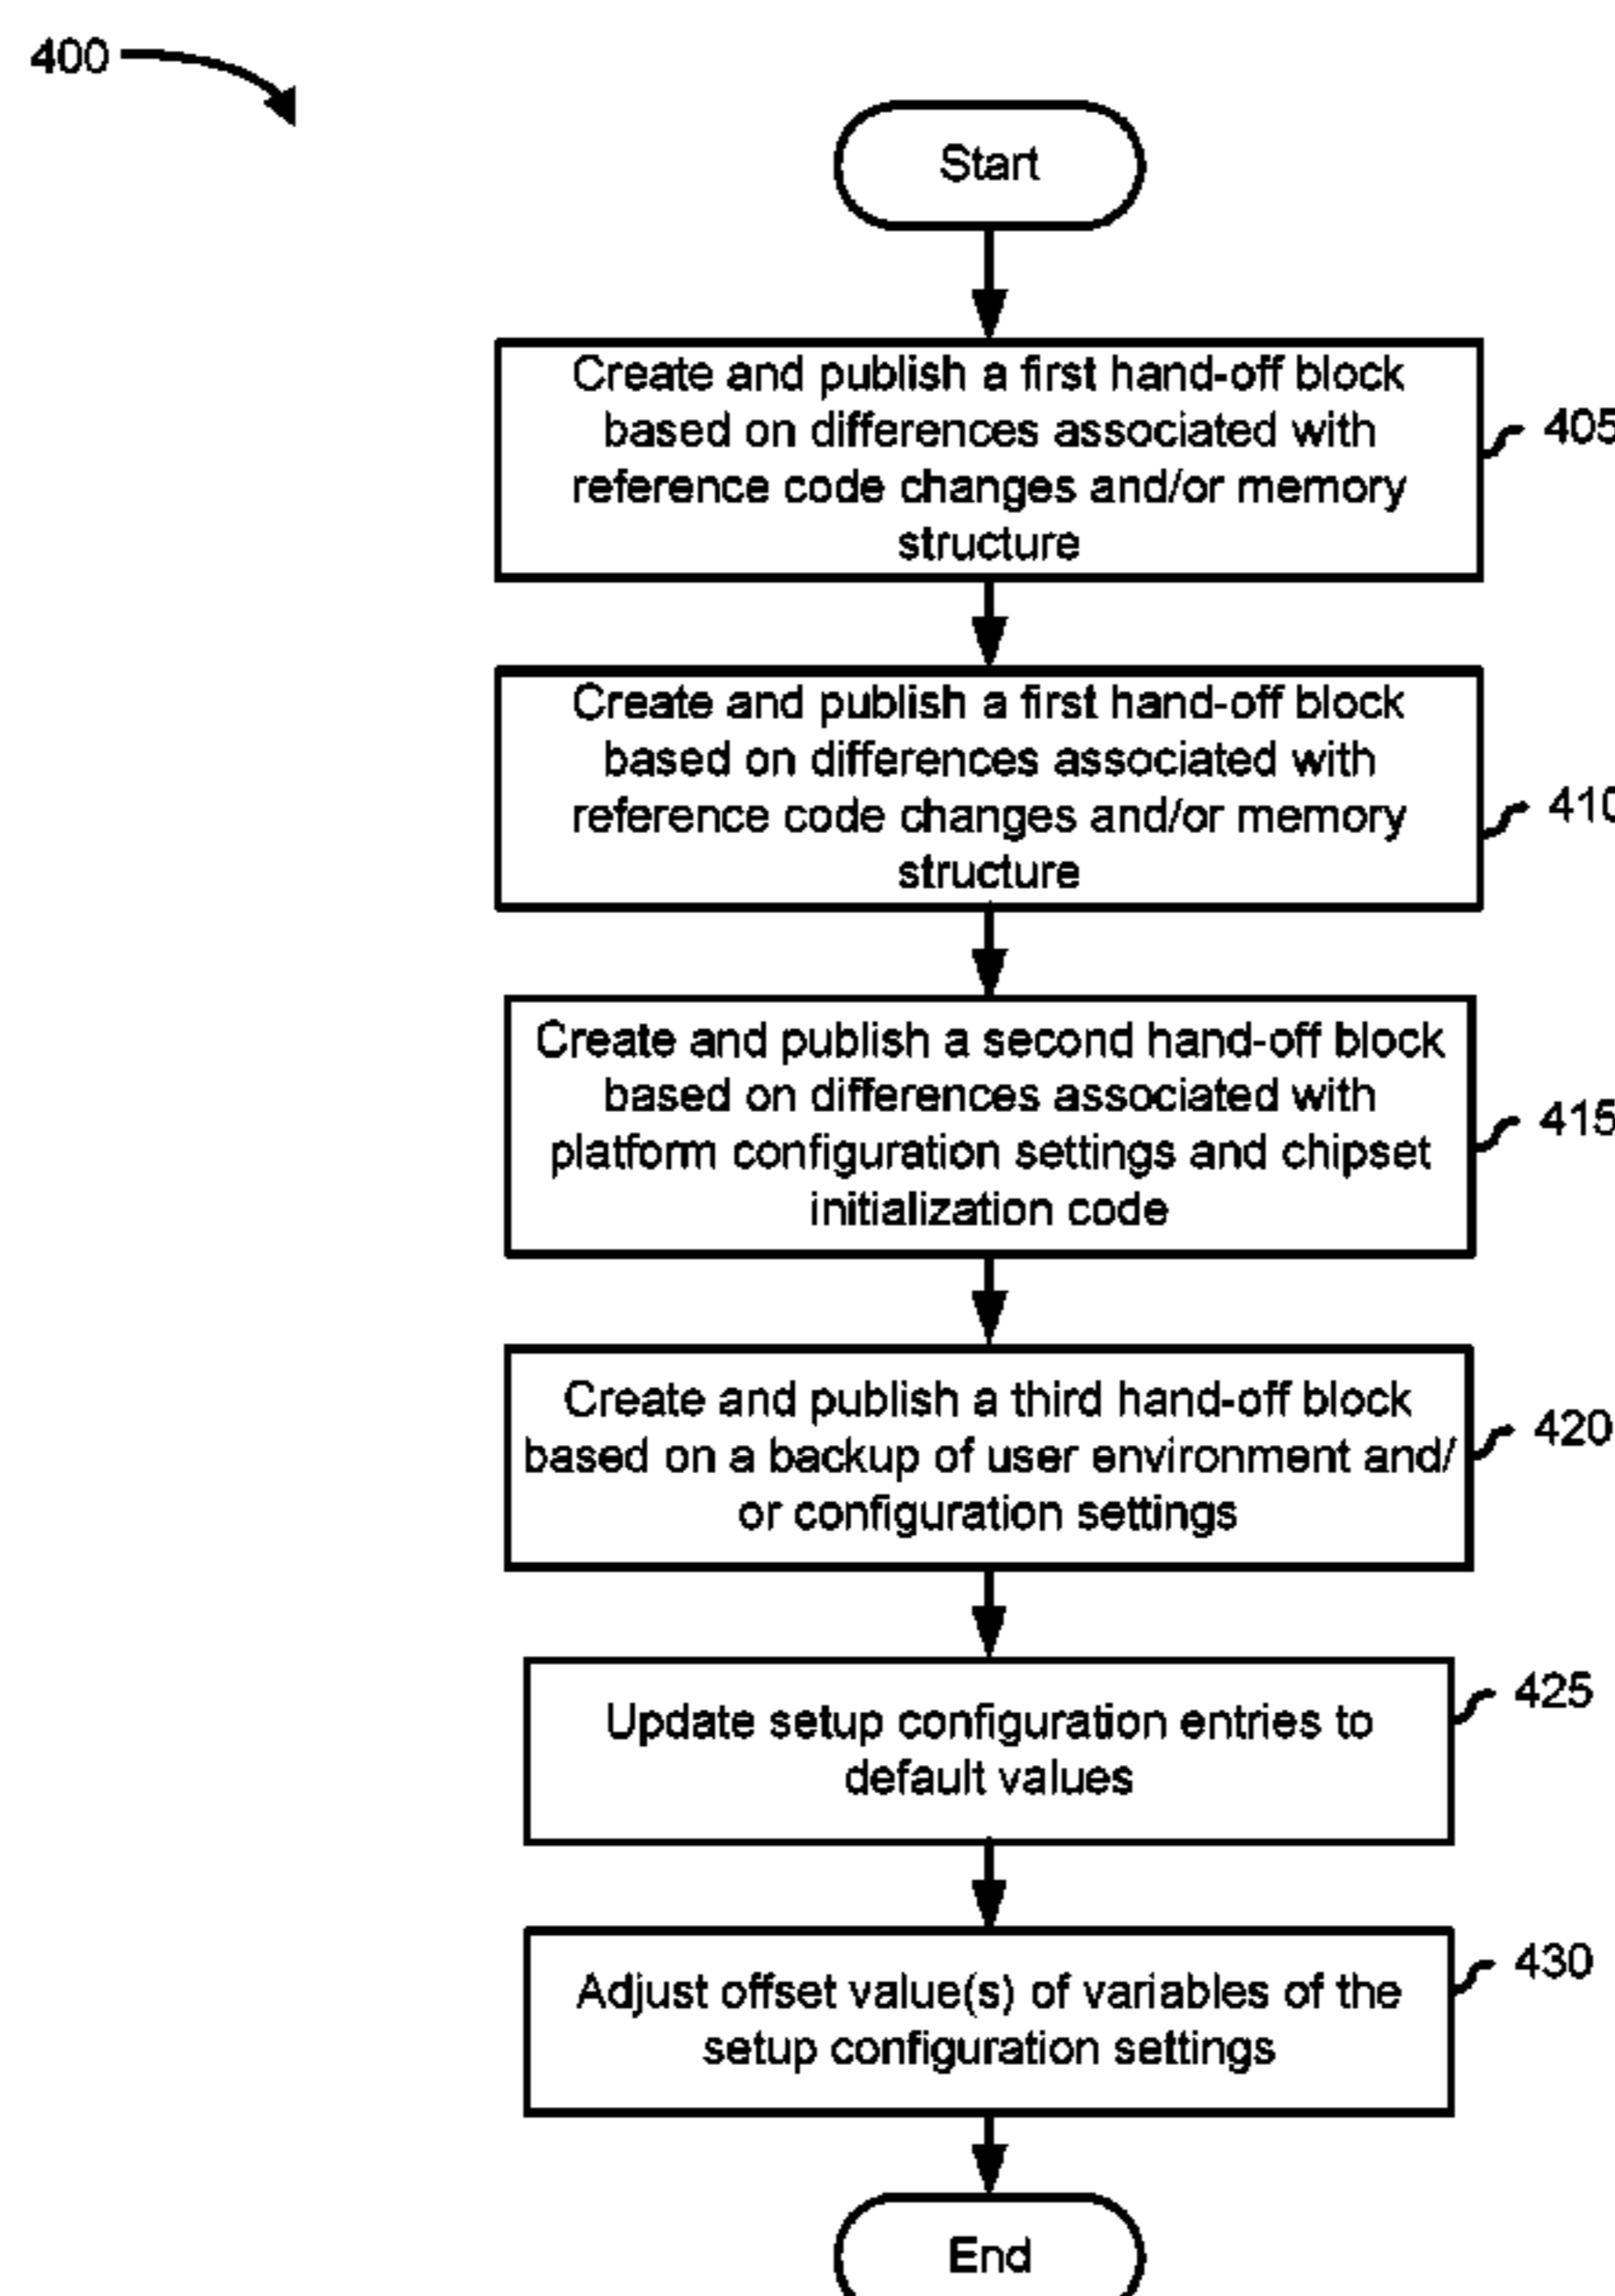 400
Start
Create and publish a first hand-off block
based on differences associated with
reference code changes and/or memory
structure
405
Create and publish a first hand-off block
based on differences associated with
reference code changes and/or memory
structure
410
Create and publish a second hand-off block
based on differences associated with
platform configuration settings and chipset
initialization code
415
Create and publish a third hand-off block
based on a backup of user environment and/
or configuration settings
420
Update setup configuration entries to
default values
425
Adjust offset value(s) of variables of the
setup configuration settings
430
End